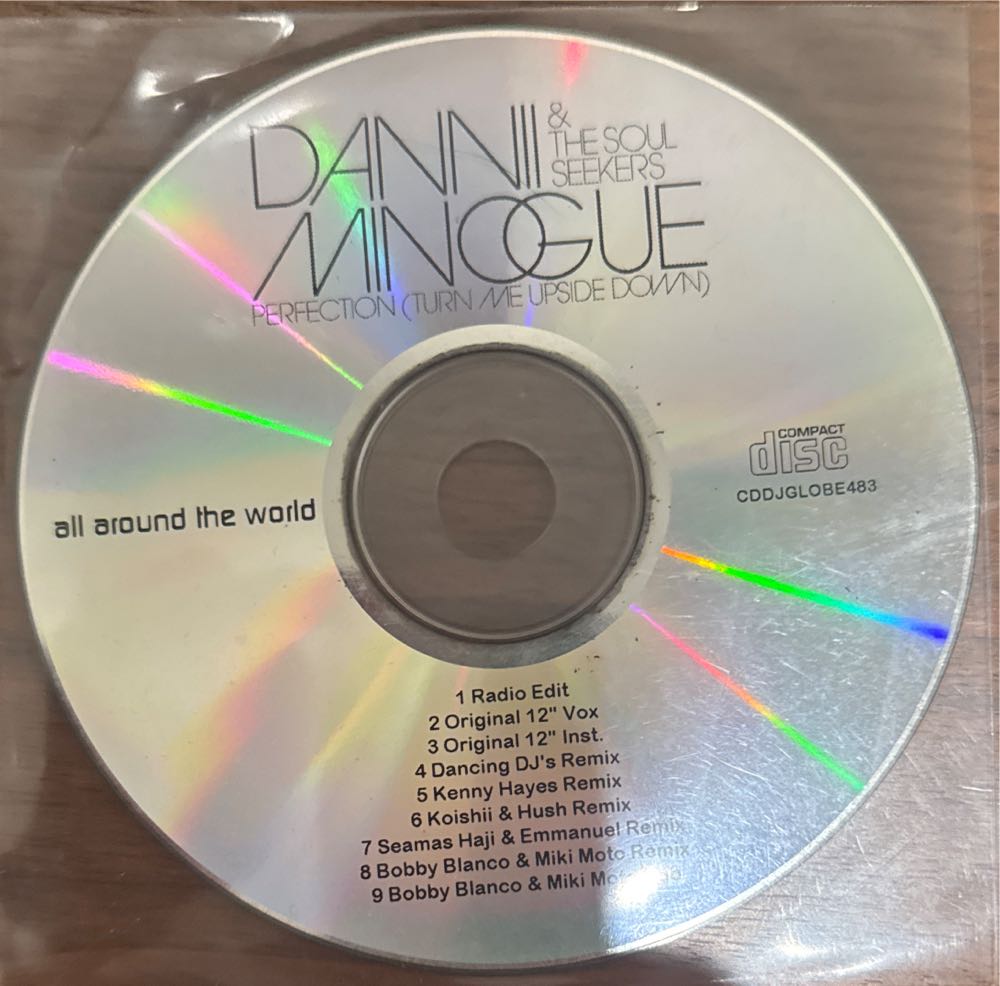 DANNII
& THE SOUL SEEKERS
MINOGUE
PERFECTION (TURN ME UPSIDE DOWN)
COMPACT
disc
CDDJGLOBE483
all around the world
1 Radio Edit
2 Original 12" Vox
3 Original 12" Inst.
4 Dancing DJ's Remix
5 Kenny Hayes Remix
6 Koishii & Hush Remix
7 Seamas Haji & Emmanuel Remix
8 Bobby Blanco & Miki Moto Remix
9 Bobby Blanco & Miki Moto